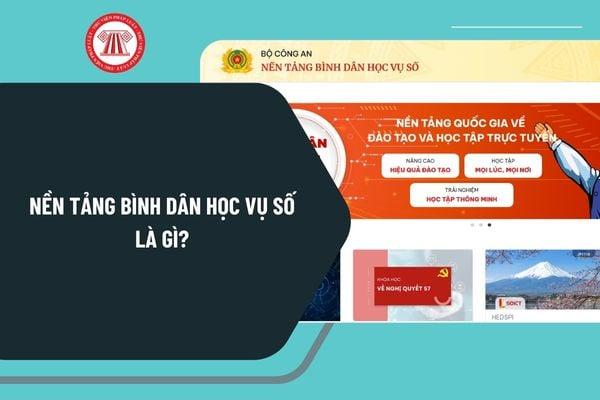 BỘ CÔNG AN
NỀN TẢNG BÌNH DÂN HỌC VỤ SỐ
NỀN TẢNG QUỐC GIA VỀ
ĐÀO TẠO VÀ HỌC TẬP TRỰC TUYẾN
NÂNG CAO
HIỆU QUẢ ĐÀO TẠO
HỌC TẬP
MỌI LÚC, MỌI NƠI
TRẢI NGHIỆM
HỌC TẬP THÔNG MINH
NỀN TẢNG BÌNH DÂN HỌC VỤ SỐ
LÀ GÌ?
KHÓA HỌC
VỀ NGHỊ QUYẾT 57
SOICT
HEDSPI